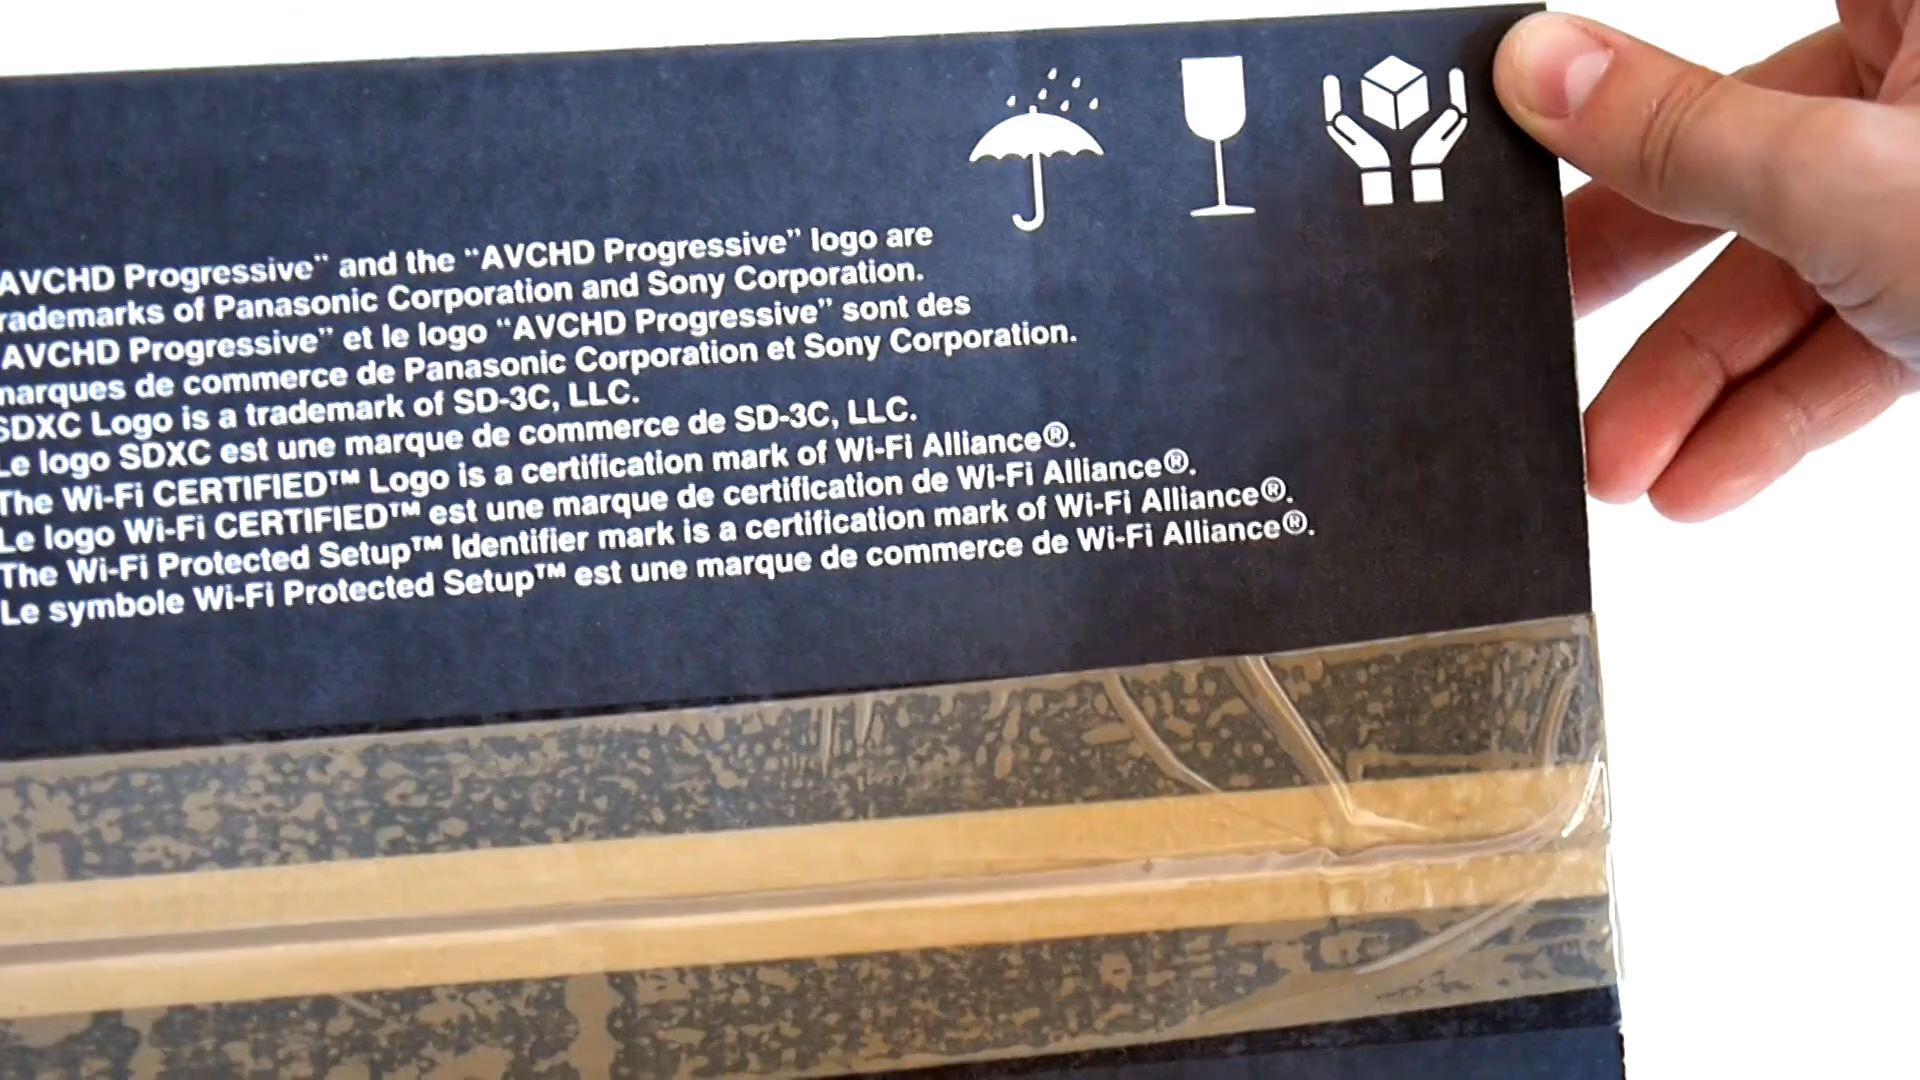 AVCHD Progressive” and the “AVCHD Progressive” logo are
rademarks of Panasonic Corporation and Sony Corporation.
AVCHD Progressive” et le logo “AVCHD Progressive” sont des
marques de commerce de Panasonic Corporation et Sony Corporation.
SDXC Logo is a trademark of SD-3C, LLC.
Le logo SDXC est une marque de commerce de SD-3C, LLC.
The Wi-Fi CERTIFIED™ Logo is a certification mark of Wi-Fi Alliance®.
Le logo Wi-Fi CERTIFIED™ est une marque de certification de Wi-Fi Alliance®.
The Wi-Fi Protected Setup™ Identifier mark is a certification mark of Wi-Fi Alliance®.
Le symbole Wi-Fi Protected Setup™ est une marque de commerce de Wi-Fi Alliance®.